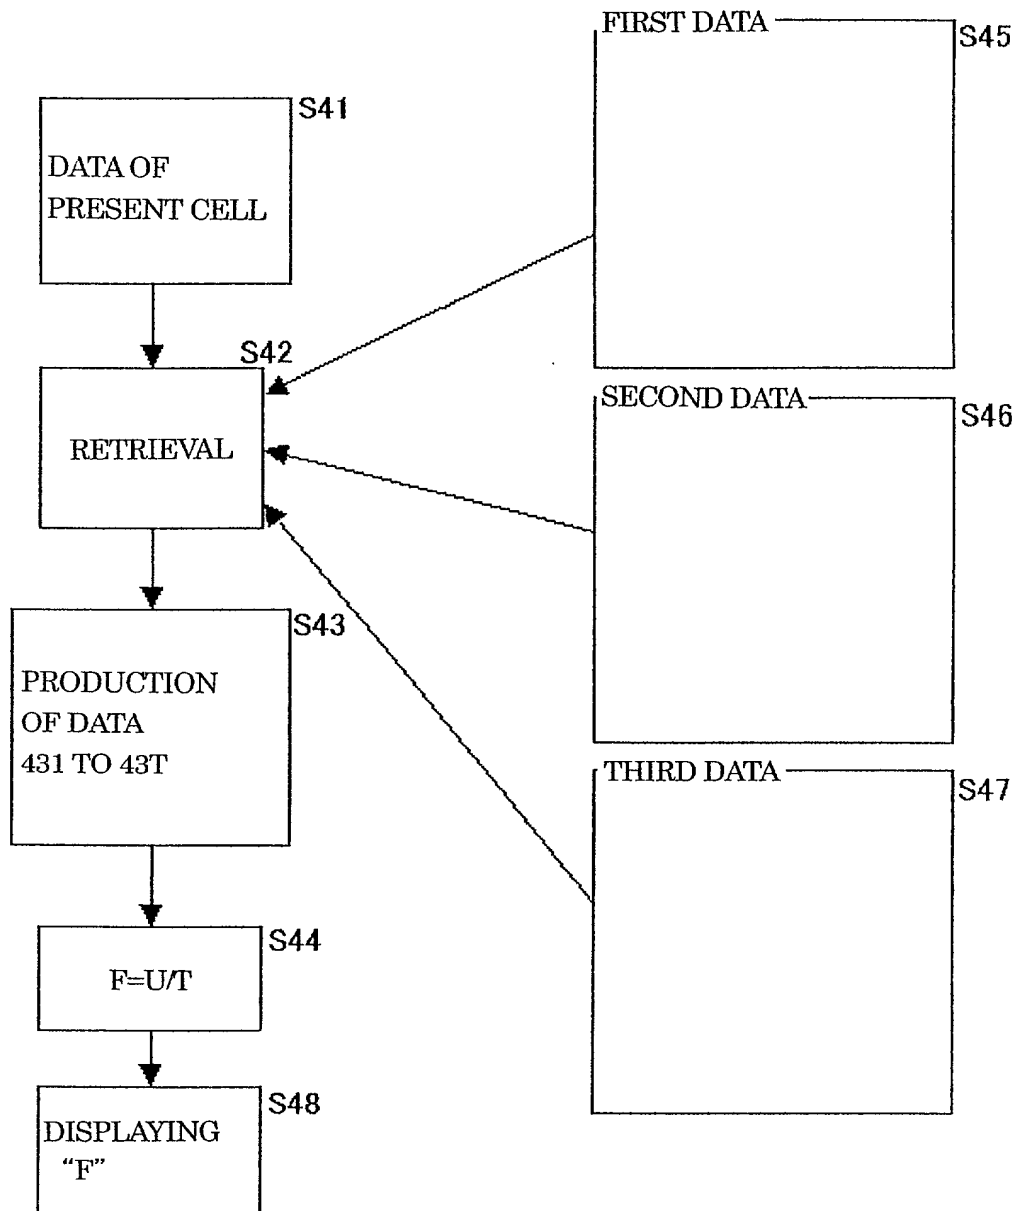 S41
DATA OF
PRESENT CELL
S42
RETRIEVAL
S43
PRODUCTION
OF DATA
431 TO 43T
S44
F=U/T
S48
DISPLAYING
“F”
FIRST DATA
S45
SECOND DATA
S46
THIRD DATA
S47